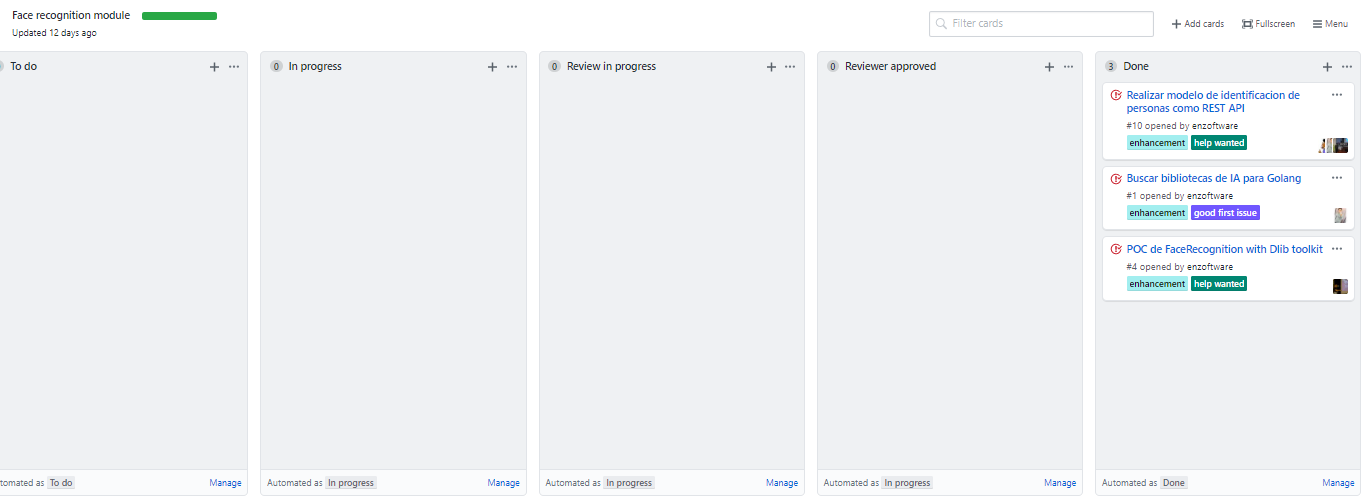 Face recognition module
Updated 12 days ago
Filter cards
Add cards
Fullscreen
Menu
To do
0 In progress
0 Review in progress
0 Reviewer approved
3 Done
Realizar modelo de identificacion de
personas como REST API
#10 opened by enzoftware
enhancement help wanted
Buscar bibliotecas de IA para Golang
#1 opened by enzoftware
enhancement good first issue
POC de FaceRecognition with Dlib toolkit
#4 opened by enzoftware
enhancement help wanted
tomated as To do Manage
Automated as In progress Manage
Automated as In progress Manage
Automated as In progress Manage
Automated as Done Manage